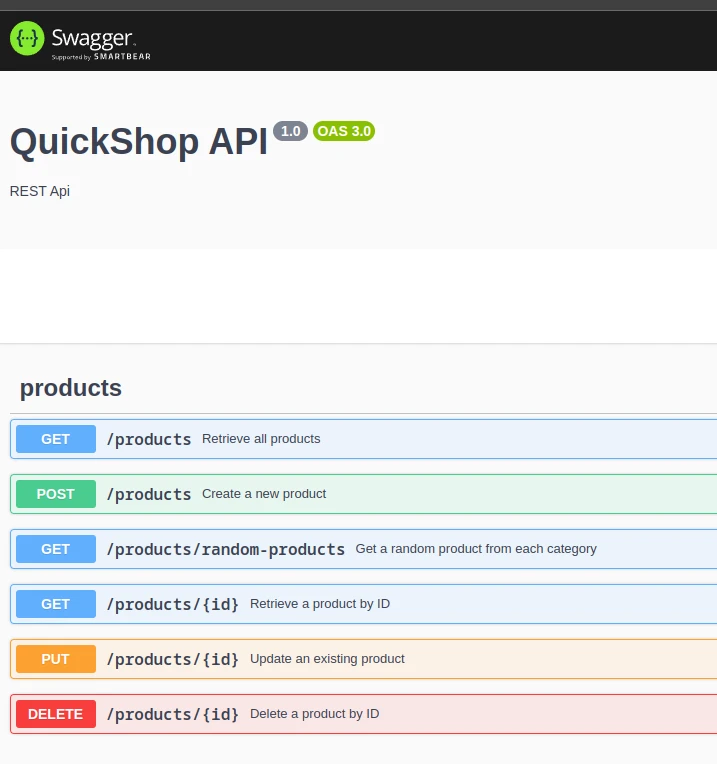 {···} Swagger.
Supported by SMARTBEAR
QuickShop API 1.0 OAS 3.0
REST Api
products
GET /products Retrieve all products
POST /products Create a new product
GET /products/random-products Get a random product from each category
GET /products/{id} Retrieve a product by ID
PUT /products/{id} Update an existing product
DELETE /products/{id} Delete a product by ID